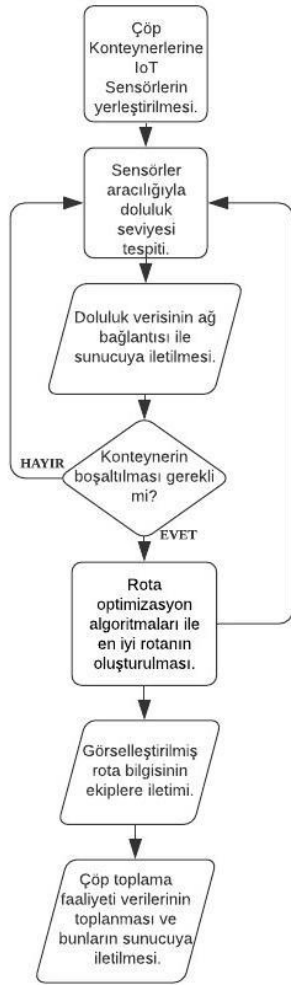 Çöp
Konteynerlerine
IoT
Sensörlerin
yerleştirilmesi.
Sensörler
aracılığıyla
doluluk
seviyesi
tespiti.
Doluluk verisinin ağ
bağlantısı ile
sunucuya iletilmesi.
HAYIR
Konteynerin
boşaltılması gerekli
mi?
EVET
Rota
optimizasyon
algoritmaları ile
en iyi rotanın
oluşturulması.
Görselleştirilmiş
rota bilgisinin
ekiplere iletimi.
Çöp toplama
faaliyeti verilerinin
toplanması ve
bunların sunucuya
iletilmesi.